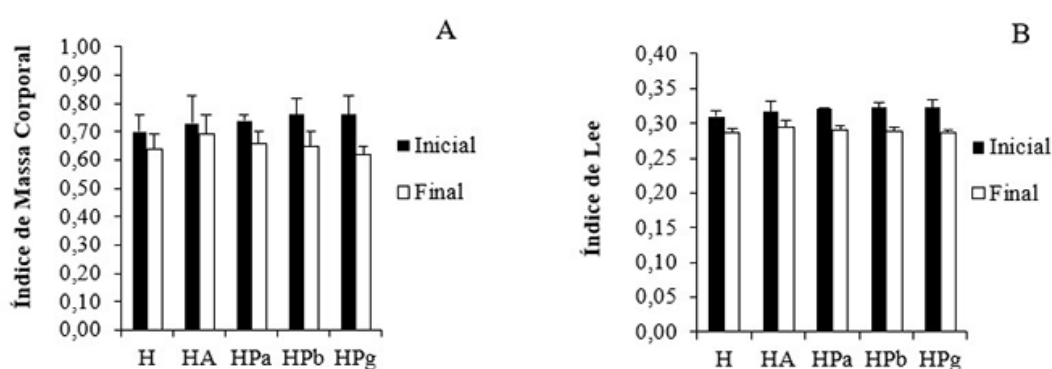 A
Índice de Massa Corporal
1,00
0,90
0,80
0,70
0,60
0,50
0,40
0,30
0,20
0,10
0,00
H HA HPa HPb HPg
Inicial
Final
B
Índice de Lee
0,40
0,35
0,30
0,25
0,20
0,15
0,10
0,05
0,00
H HA HPa HPb HPg
Inicial
Final